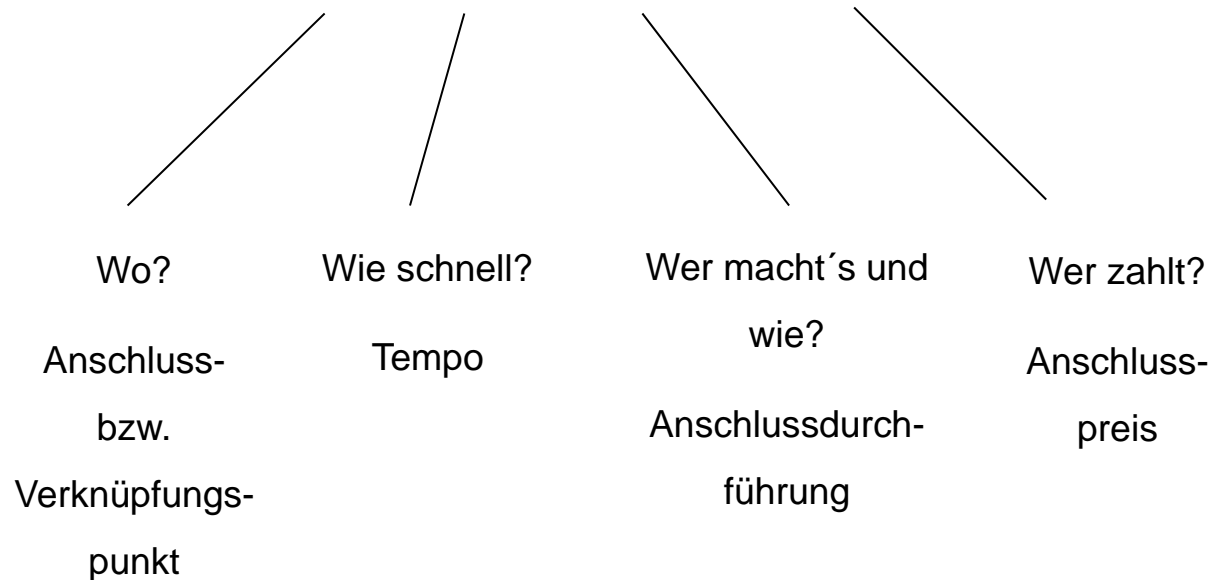 Wo?
Anschluss-
bzw.
Verknüpfungs-
punkt
Wie schnell?
Tempo
Wer macht´s und
wie?
Anschlussdurch-
führung
Wer zahlt?
Anschluss-
preis